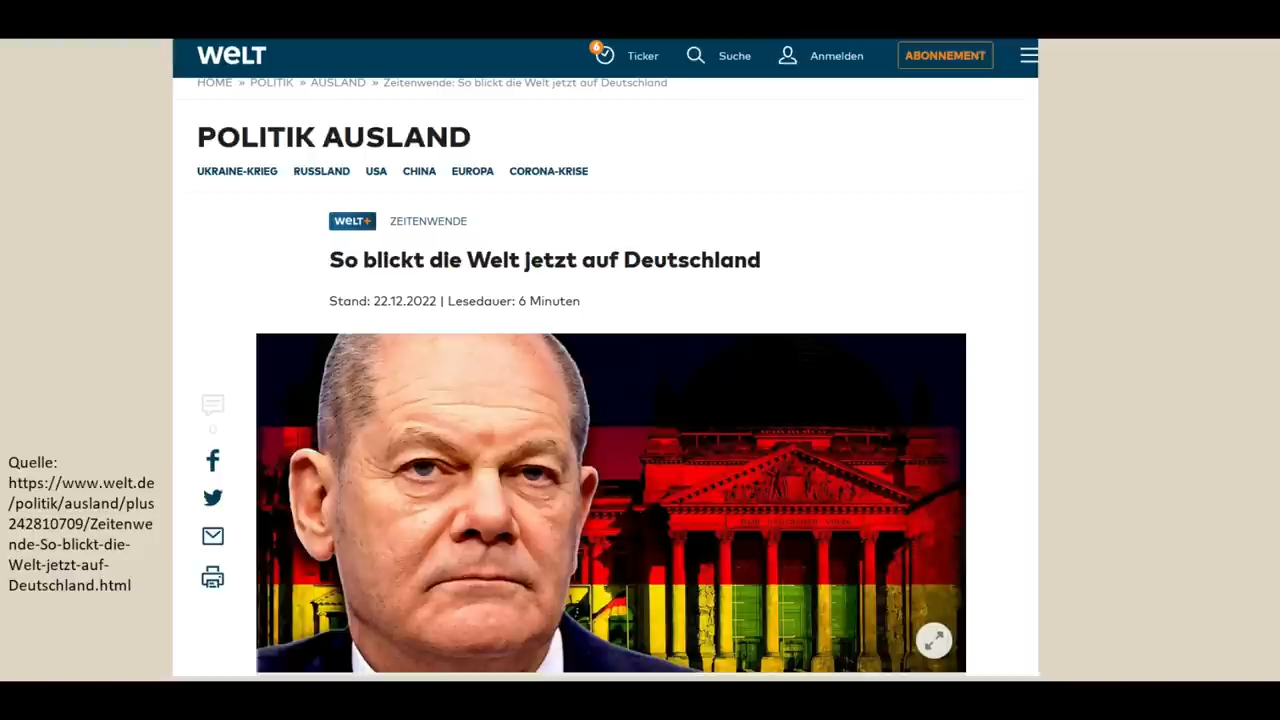 WELT
6
Ticker
Suche
Anmelden
ABONNEMENT
HOME » POLITIK » AUSLAND » Zeitenwende: So blickt die Welt jetzt auf Deutschland
POLITIK AUSLAND
UKRAINE-KRIEG RUSSLAND USA CHINA EUROPA CORONA-KRISE
WELT+ ZEITENWENDE
So blickt die Welt jetzt auf Deutschland
Stand: 22.12.2022 | Lesedauer: 6 Minuten
0
Quelle:
https://www.welt.de
/politik/ausland/plus
242810709/Zeitenwe
nde-So-blickt-die-
Welt-jetzt-auf-
Deutschland.html